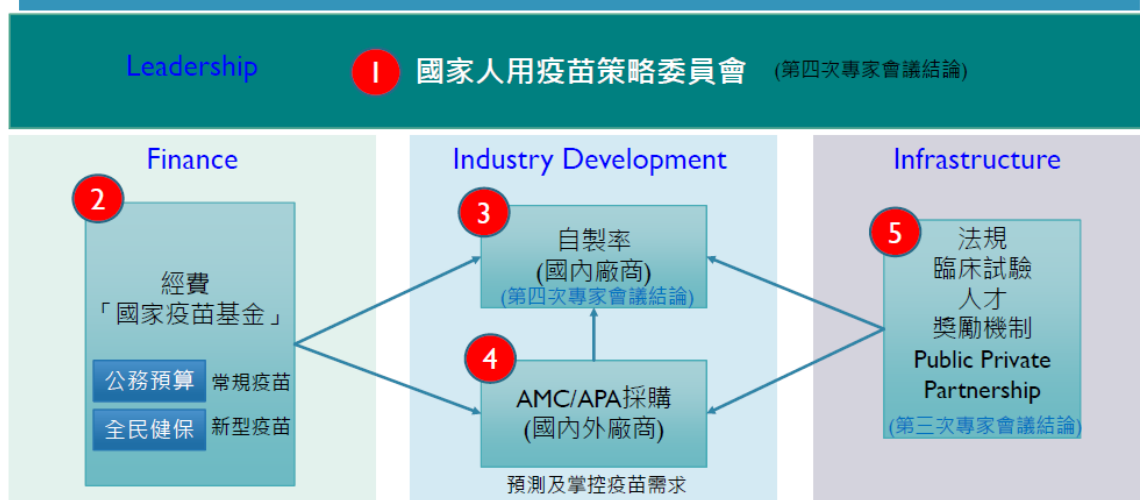 Leadership
1 國家人用疫苗策略委員會 (第四次專家會議結論)
Finance
2
經費
「國家疫苗基金」
公務預算 常規疫苗
全民健保 新型疫苗
Industry Development
3
自製率
(國內廠商)
(第四次專家會議結論)
4
AMC/APA採購
(國內外廠商)
預測及掌控疫苗需求
Infrastructure
5
法規
臨床試驗
人才
獎勵機制
Public Private
Partnership
(第三次專家會議結論)